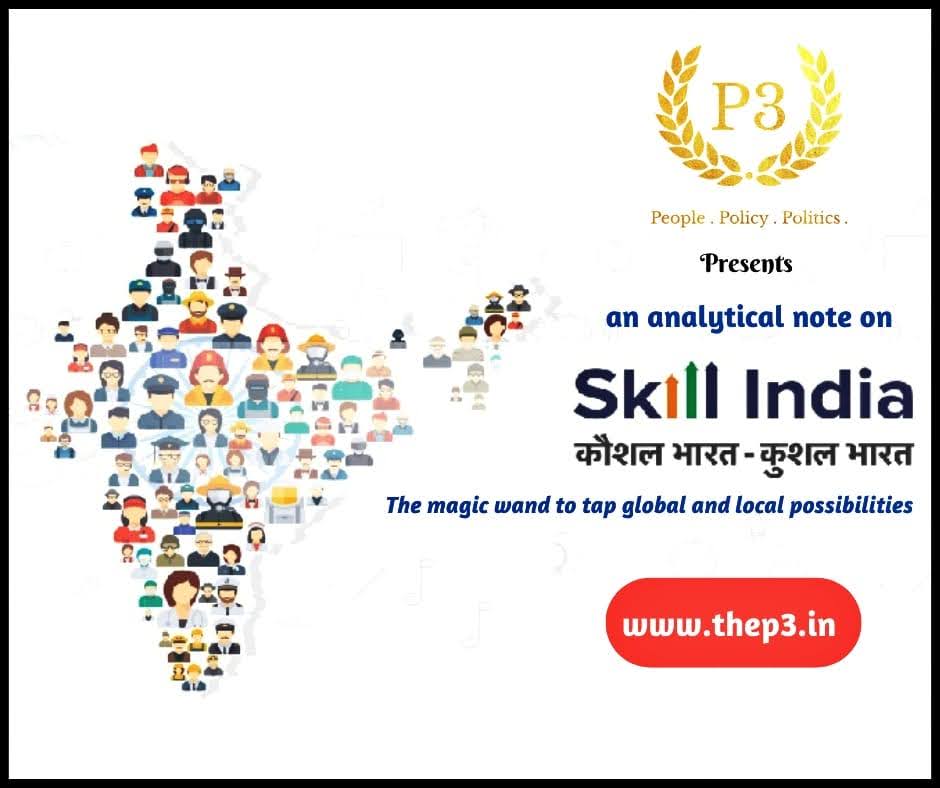 P3
People . Policy . Politics .
Presents
an analytical note on
Skill India
कौशल भारत - कुशल भारत
The magic wand to tap global and local possibilities
www.thep3.in